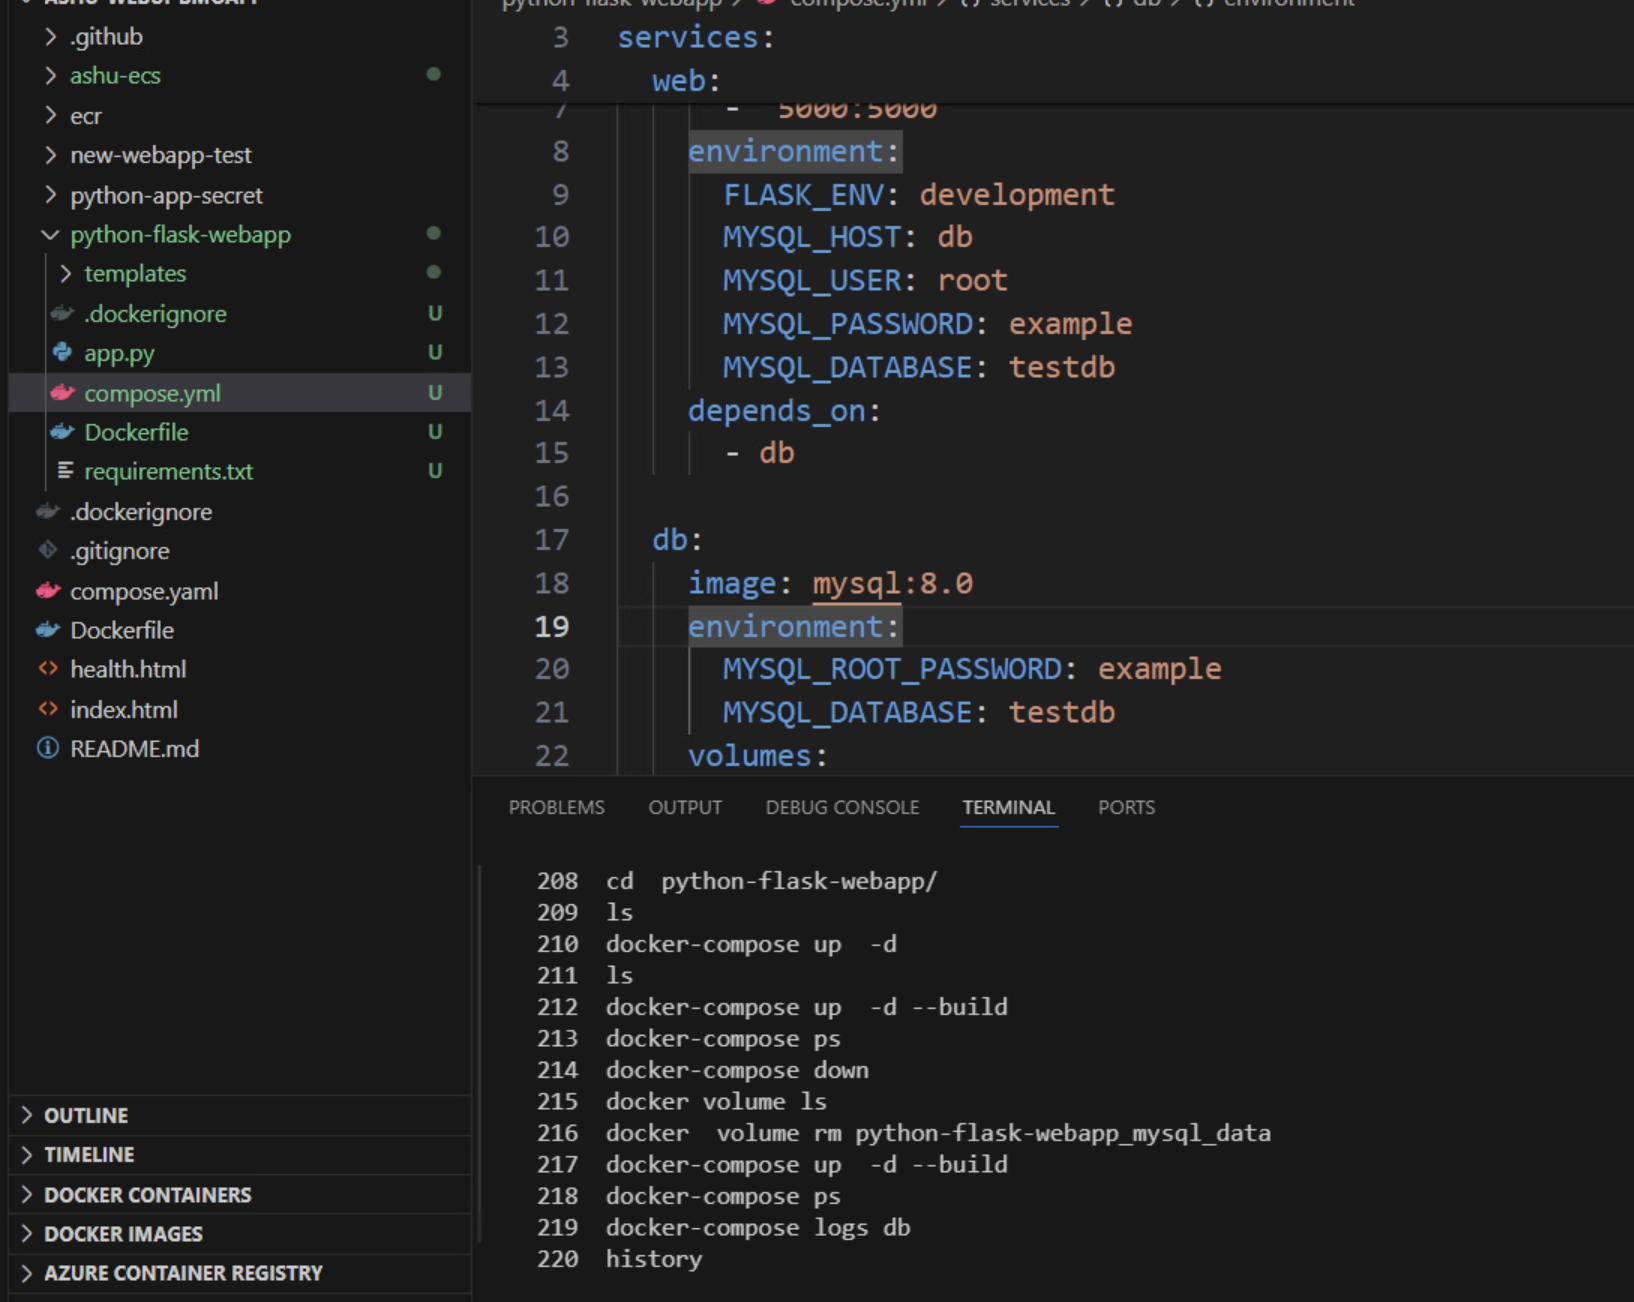 ASHU-WEBUPDMOAPP
python-flask-webapp > compose.yml > {} services > {} db > {} environment
.github
ashu-ecs
ecr
new-webapp-test
python-app-secret
python-flask-webapp
templates
.dockerignore U
app.py U
compose.yml U
Dockerfile U
requirements.txt U
.dockerignore
.gitignore
compose.yaml
Dockerfile
health.html
index.html
README.md
OUTLINE
TIMELINE
DOCKER CONTAINERS
DOCKER IMAGES
AZURE CONTAINER REGISTRY
3 services:
4 web:
7 - 5000:5000
8 environment:
9 FLASK_ENV: development
10 MYSQL_HOST: db
11 MYSQL_USER: root
12 MYSQL_PASSWORD: example
13 MYSQL_DATABASE: testdb
14 depends_on:
15 - db
16
17 db:
18 image: mysql:8.0
19 environment:
20 MYSQL_ROOT_PASSWORD: example
21 MYSQL_DATABASE: testdb
22 volumes:
PROBLEMS OUTPUT DEBUG CONSOLE TERMINAL PORTS
208 cd  python-flask-webapp/
209 ls
210 docker-compose up  -d
211 ls
212 docker-compose up  -d --build
213 docker-compose ps
214 docker-compose down
215 docker volume ls
216 docker  volume rm python-flask-webapp_mysql_data
217 docker-compose up  -d --build
218 docker-compose ps
219 docker-compose logs db
220 history